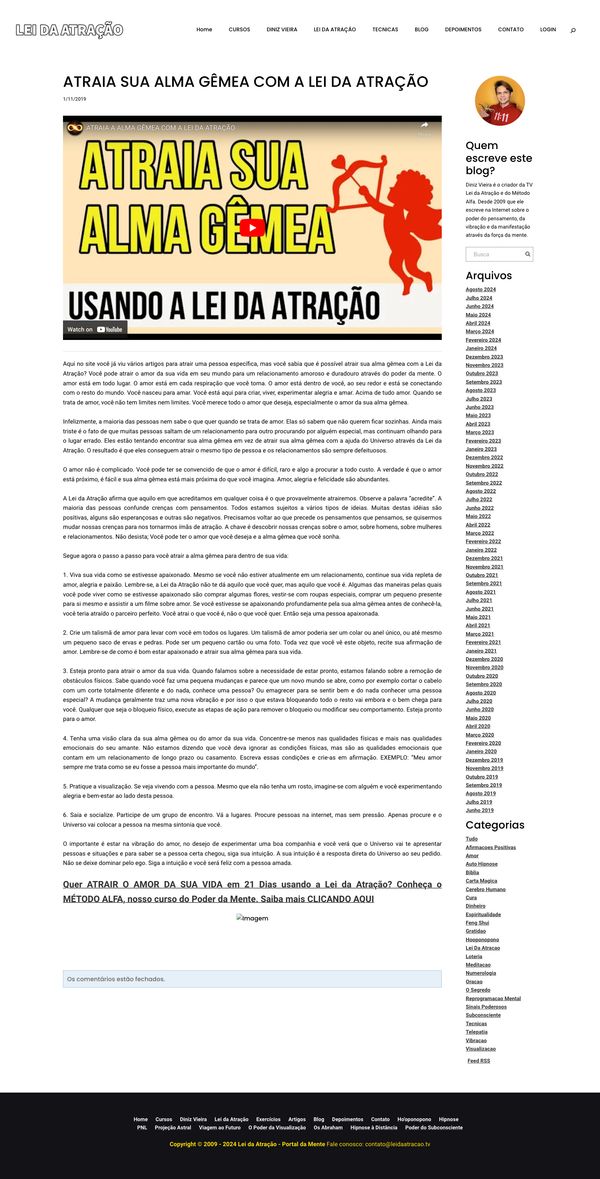 LEI DA ATRAÇÃO
Home CURSOS DINIZ VIEIRA LEI DA ATRAÇÃO TECNICAS BLOG DEPOIMENTOS CONTATO LOGIN
ATRAIA SUA ALMA GÊMEA COM A LEI DA ATRAÇÃO
1/11/2019
ATRAIA A ALMA GÊMEA COM A LEI DA ATRAÇÃO
ATRAIA SUA
ALMA GÊMEA
USANDO A LEI DA ATRAÇÃO
Watch on YouTube
Aqui no site você já viu vários artigos para atrair uma pessoa específica, mas você sabia que é possível atrair sua alma gêmea com a Lei da
Atração? Você pode atrair o amor da sua vida em seu mundo para um relacionamento amoroso e duradouro através do poder da mente. O
amor está em todo lugar. O amor está em cada respiração que você toma. O amor está dentro de você, ao seu redor e está se conectando
com o resto do mundo. Você nasceu para amar. Você está aqui para criar, viver, experimentar alegria e amar. Acima de tudo amar. Quando se
trata de amor, você não tem limites nem limites. Você merece todo o amor que deseja, especialmente o amor da sua alma gêmea.
Infelizmente, a maioria das pessoas nem sabe o que quer quando se trata de amor. Elas só sabem que não querem ficar sozinhas. Ainda mais
triste é o fato de que muitas pessoas saltam de um relacionamento para outro procurando por alguém especial, mas continuam olhando para
o lugar errado. Eles estão tentando encontrar sua alma gêmea em vez de atrair sua alma gêmea com a ajuda do Universo através da Lei da
Atração. O resultado é que eles conseguem atrair o mesmo tipo de pessoa e os relacionamentos são sempre defeituosos.
O amor não é complicado. Você pode ter se convencido de que o amor é difícil, raro e algo a procurar a todo custo. A verdade é que o amor
está próximo, é fácil e sua alma gêmea está mais próxima do que você imagina. Amor, alegria e felicidade são abundantes.
A Lei da Atração afirma que aquilo em que acreditamos em qualquer coisa é o que provavelmente atrairemos. Observe a palavra "acredite". A
maioria das pessoas confunde crenças com pensamentos. Todos estamos sujeitos a vários tipos de ideias. Muitas destas idéias são
positivas, alguns são esperançosas e outras são negativas. Precisamos voltar ao que precede os pensamentos que pensamos, se quisermos
mudar nossas crenças para nos tornarmos ímãs de atração. A chave é descobrir nossas crenças sobre o amor, sobre homens, sobre mulheres
e relacionamentos. Não desista; Você pode ter o amor que você deseja e a alma gêmea que você sonha.
Segue agora o passo a passo para você atrair a alma gêmea para dentro de sua vida:
1. Viva sua vida como se estivesse apaixonado. Mesmo se você não estiver atualmente em um relacionamento, continue sua vida repleta de
amor, alegria e paixão. Lembre-se, a Lei da Atração não te dá aquilo que você quer, mas aquilo que você é. Algumas das maneiras pelas quais
você pode viver como se estivesse apaixonado são comprar algumas flores, vestir-se com roupas especiais, comprar um pequeno presente
para si mesmo e assistir a um filme sobre amor. Se você estivesse se apaixonando profundamente pela sua alma gêmea antes de conhecê-la,
você teria atraído o parceiro perfeito. Você atrai o que você é, não o que você quer. Então seja uma pessoa apaixonada.
2. Crie um talismã de amor para levar com você em todos os lugares. Um talismã de amor poderia ser um colar ou anel único, ou até mesmo
um pequeno saco de ervas e pedras. Pode ser um pequeno cartão ou uma foto. Toda vez que você vê este objeto, recite sua afirmação de
amor. Lembre-se de como é bom estar apaixonado e atrair sua alma gêmea para sua vida.
3. Esteja pronto para atrair o amor da sua vida. Quando falamos sobre a necessidade de estar pronto, estamos falando sobre a remoção de
obstáculos físicos. Sabe quando você faz uma pequena mudanças e parece que um novo mundo se abre, como por exemplo cortar o cabelo
com um corte totalmente diferente e do nada, conhece uma pessoa? Ou emagrecer para se sentir bem e do nada conhecer uma pessoa
especial? A mudança geralmente traz uma nova vibração e por isso o que estava bloqueando todo o resto vai embora e o bem chega para
você. Qualquer que seja o bloqueio físico, execute as etapas de ação para remover o bloqueio ou modificar seu comportamento. Esteja pronto
para o amor.
4. Tenha uma visão clara da sua alma gêmea ou do amor da sua vida. Concentre-se menos nas qualidades físicas e mais nas qualidades
emocionais do seu amante. Não estamos dizendo que você deva ignorar as condições físicas, mas são as qualidades emocionais que
contam em um relacionamento de longo prazo ou casamento. Escreva essas condições e crie-as em afirmação. EXEMPLO: "Meu amor
sempre me trata como se eu fosse a pessoa mais importante do mundo".
5. Pratique a visualização. Se veja vivendo com a pessoa. Mesmo que ela não tenha um rosto, imagine-se com alguém e você experimentando
alegria e bem-estar ao lado desta pessoa.
6. Saia e socialize. Participe de um grupo de encontro. Vá a lugares. Procure pessoas na internet, mas sem pressão. Apenas procure e o
Universo vai colocar a pessoa na mesma sintonia que você.
O importante é estar na vibração do amor, no desejo de experimentar uma boa companhia e você verá que o Universo vai te apresentar
pessoas e situações e para saber se a pessoa certa chegou, siga sua intuição. A sua intuição é a resposta direta do Universo ao seu pedido.
Não se deixe dominar pelo ego. Siga a intuição e você será feliz com a pessoa amada.
Quer ATRAIR O AMOR DA SUA VIDA em 21 Dias usando a Lei da Atração? Conheça o
MÉTODO ALFA, nosso curso do Poder da Mente. Saiba mais CLICANDO AQUI
Imagem
Os comentários estão fechados.
11:11
Quem
escreve este
blog?
Diniz Vieira é o criador da TV
Lei da Atração e do Método
Alfa. Desde 2009 que ele
escreve na Internet sobre o
poder do pensamento, da
vibração e da manifestação
através da força da mente.
Busca
Arquivos
Agosto 2024
Julho 2024
Junho 2024
Maio 2024
Abril 2024
Março 2024
Fevereiro 2024
Janeiro 2024
Dezembro 2023
Novembro 2023
Outubro 2023
Setembro 2023
Agosto 2023
Julho 2023
Junho 2023
Maio 2023
Abril 2023
Março 2023
Fevereiro 2023
Janeiro 2023
Dezembro 2022
Novembro 2022
Outubro 2022
Setembro 2022
Agosto 2022
Julho 2022
Junho 2022
Maio 2022
Abril 2022
Março 2022
Fevereiro 2022
Janeiro 2022
Dezembro 2021
Novembro 2021
Outubro 2021
Setembro 2021
Agosto 2021
Julho 2021
Junho 2021
Maio 2021
Abril 2021
Março 2021
Fevereiro 2021
Janeiro 2021
Dezembro 2020
Novembro 2020
Outubro 2020
Setembro 2020
Agosto 2020
Julho 2020
Junho 2020
Maio 2020
Abril 2020
Março 2020
Fevereiro 2020
Janeiro 2020
Dezembro 2019
Novembro 2019
Outubro 2019
Setembro 2019
Agosto 2019
Julho 2019
Junho 2019
Categorias
Tudo
Afirmacoes Positivas
Amor
Auto Hipnose
Biblia
Carta Magica
Cerebro Humano
Cura
Dinheiro
Espiritualidade
Feng Shui
Gratidao
Hooponopono
Lei Da Atracao
Loteria
Meditacao
Numerologia
Oracao
O Segredo
Reprogramacao Mental
Sinais Poderosos
Subconsciente
Tecnicas
Telepatia
Vibracao
Visualizacao
Feed RSS
Home Cursos Diniz Vieira Lei da Atração Exercícios Artigos Blog Depoimentos Contato Ho'oponopono Hipnose
PNL Projeção Astral Viagem ao Futuro O Poder da Visualização Os Abraham Hipnose à Distância Poder do Subconsciente
Copyright © 2009 - 2024 Lei da Atração - Portal da Mente Fale conosco: contato@leidaatracao.tv